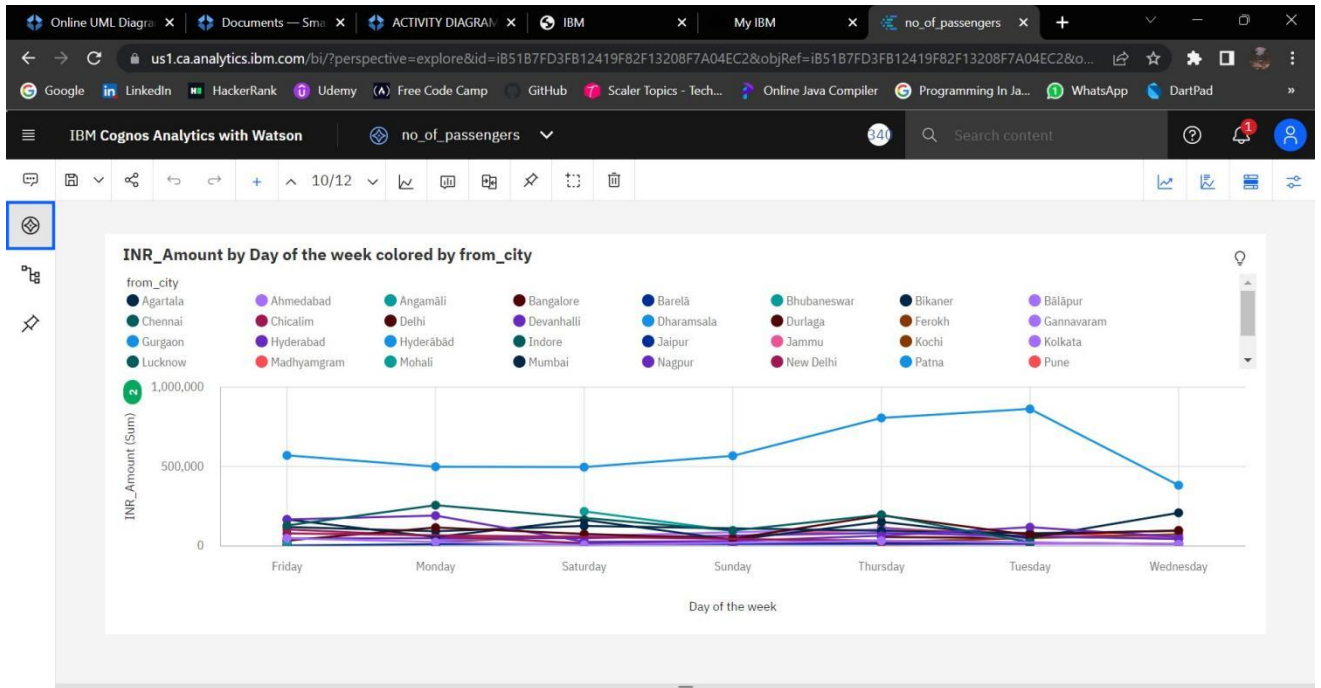 Online UML Diagra Documents — Sma ACTIVITY DIAGRAM IBM My IBM no_of_passengers
us1.ca.analytics.ibm.com/bi/?perspective=explore&id=iB51B7FD3FB12419F82F13208F7A04EC2&objRef=iB51B7FD3FB12419F82F13208F7A04EC2&o...
Google LinkedIn HackerRank Udemy Free Code Camp GitHub Scaler Topics - Tech... Online Java Compiler Programming In Ja... WhatsApp DartPad »
IBM Cognos Analytics with Watson no_of_passengers 340 Search content 1
10/12
INR_Amount by Day of the week colored by from_city
from_city
Agartala Ahmedabad Angamāli Bangalore Barelā Bhubaneswar Bikaner Bālāpur
Chennai Chicalim Delhi Devanhalli Dharamsala Durlaga Ferokh Gannavaram
Gurgaon Hyderabad Hyderābād Indore Jaipur Jammu Kochi Kolkata
Lucknow Madhyamgram Mohali Mumbai Nagpur New Delhi Patna Pune
2
1,000,000
500,000
0
INR_Amount (Sum)
Friday Monday Saturday Sunday Thursday Tuesday Wednesday
Day of the week